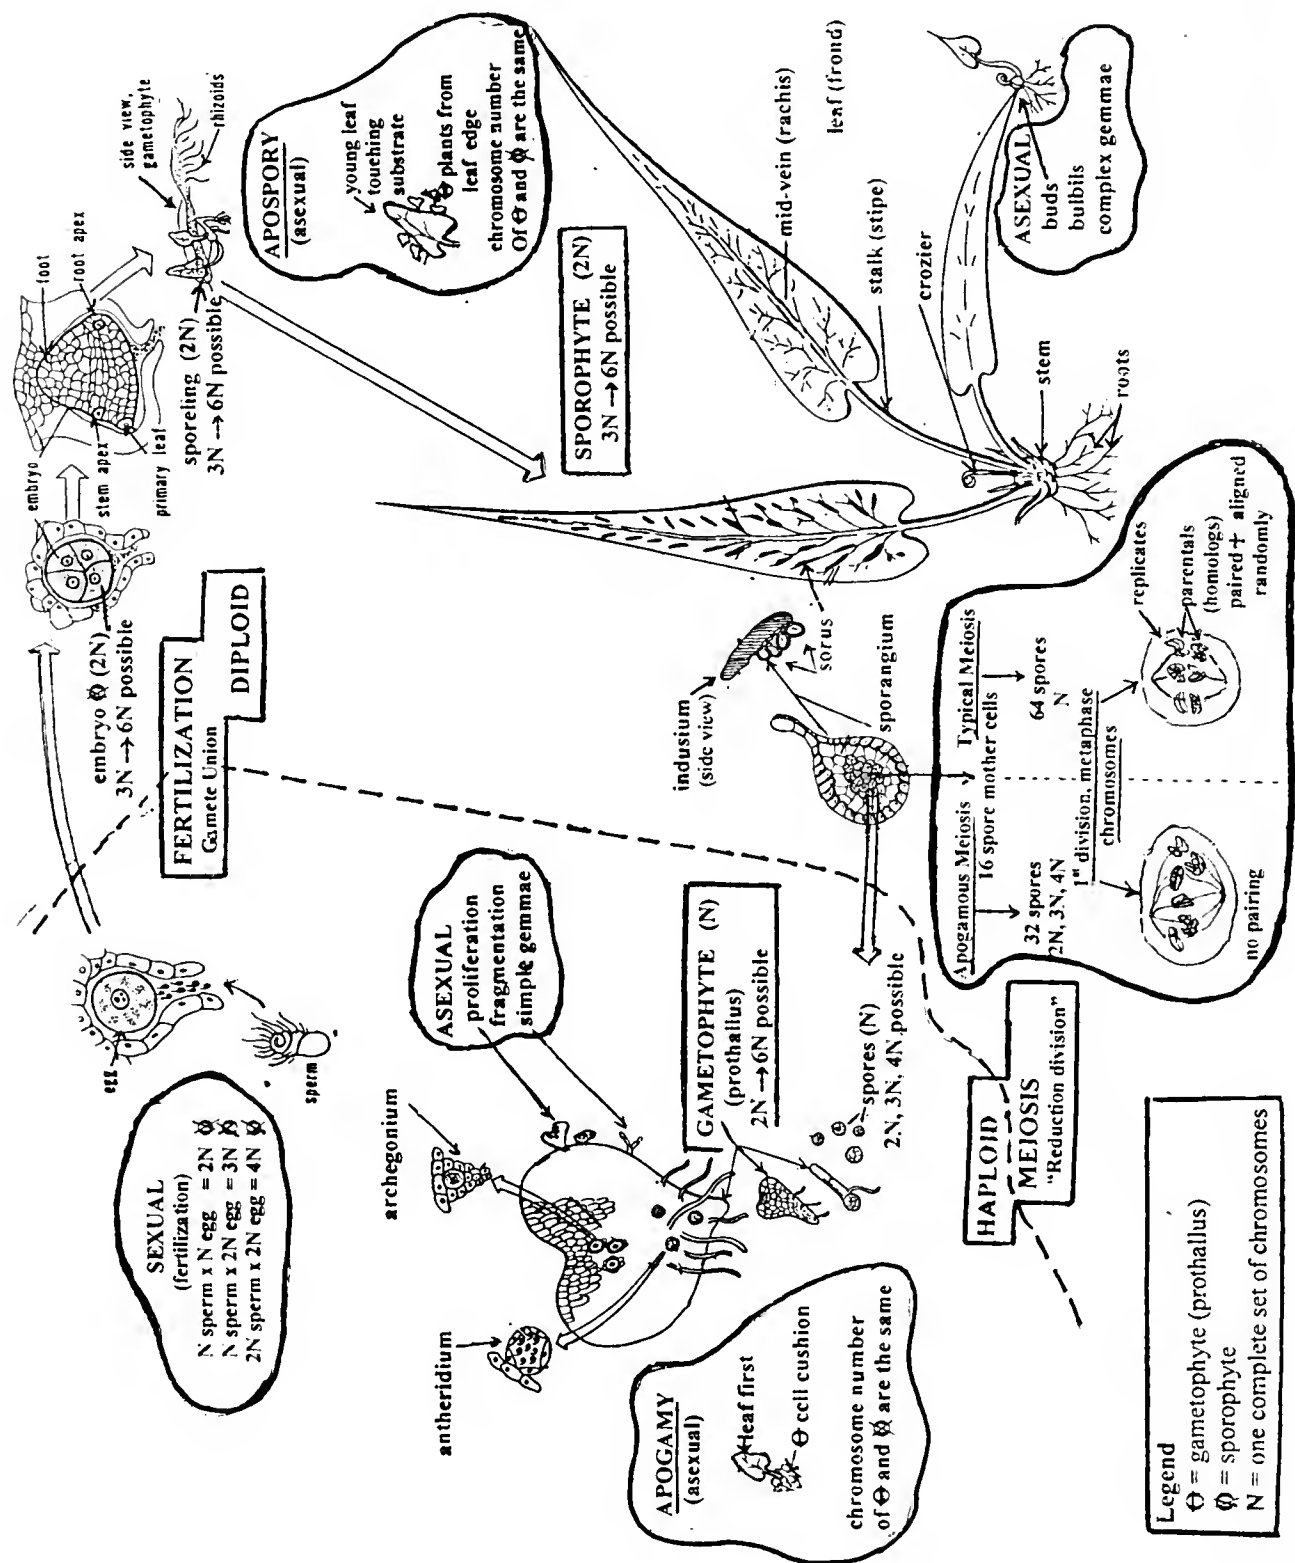 SEXUAL
(fertilization)
N sperm x N egg = 2N
N sperm x 2N egg = 3N
2N sperm x 2N egg = 4N
egg
sperm
FERTILIZATION
Gamete Union
DIPLOID
embryo (2N)
3N → 6N possible
embryo
stem apex
primary leaf
foot
root apex
sporeling (2N)
3N → 6N possible
side view,
gametophyte
rhizoids
APOSPORY
(asexual)
young leaf
touching
substrate
Ɵ plants from
leaf edge
chromosome number
Of Ɵ and Ø are the same
archegonium
antheridium
ASEXUAL
proliferation
fragmentation
simple gemmae
SPOROPHYTE (2N)
3N → 6N possible
APOGAMY
(asexual)
leaf first
Ɵ cell cushion
chromosome number
of Ɵ and Ø are the same
GAMETOPHYTE (N)
(prothallus)
2N → 6N possible
spores (N)
2N, 3N, 4N possible
indusium
(side view)
sorus
sporangium
mid-vein (rachis)
leaf (frond)
stalk (stipe)
crozier
stem
roots
ASEXUAL
buds
bulbils
complex gemmae
HAPLOID
MEIOSIS
"Reduction division"
Apogamous Meiosis
Typical Meiosis
16 spore mother cells
32 spores
2N, 3N, 4N
64 spores
N
1st division, metaphase
chromosomes
no pairing
replicates
parentals
(homologs)
paired + aligned
randomly
Legend
Ɵ = gametophyte (prothallus)
Ø = sporophyte
N = one complete set of chromosomes